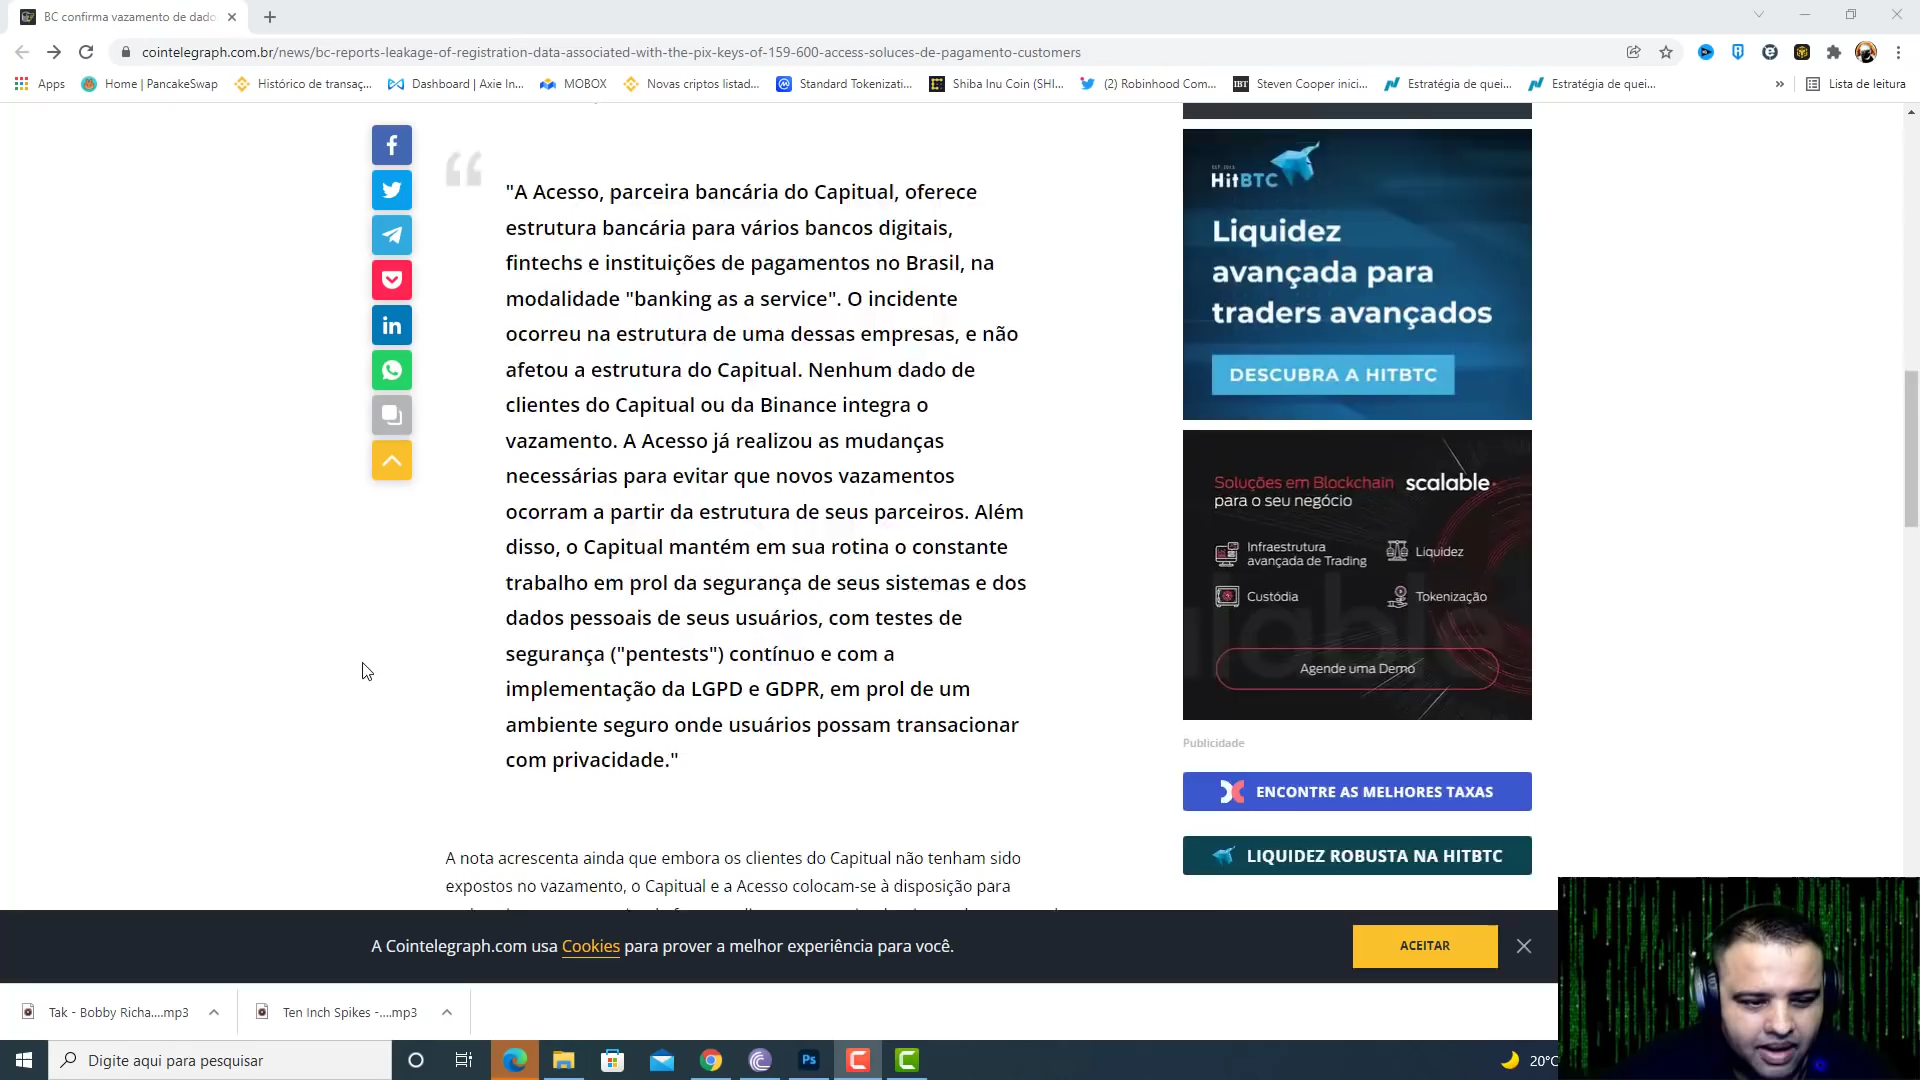 BC confirma vazamento de dado
cointelegraph.com.br/news/bc-reports-leakage-of-registration-data-associated-with-the-pix-keys-of-159-600-access-soluces-de-pagamento-customers
Apps
Home | PancakeSwap
Histórico de transaç...
Dashboard | Axie In...
MOBOX
Novas criptos listad...
Standard Tokenizati...
Shiba Inu Coin (SHI...
(2) Robinhood Com...
IBT
Steven Cooper inici...
Estratégia de quei...
Estratégia de quei...
»
Lista de leitura
"A Acesso, parceira bancária do Capitual, oferece
estrutura bancária para vários bancos digitais,
fintechs e instituições de pagamentos no Brasil, na
modalidade "banking as a service". O incidente
ocorreu na estrutura de uma dessas empresas, e não
afetou a estrutura do Capitual. Nenhum dado de
clientes do Capitual ou da Binance integra o
vazamento. A Acesso já realizou as mudanças
necessárias para evitar que novos vazamentos
ocorram a partir da estrutura de seus parceiros. Além
disso, o Capitual mantém em sua rotina o constante
trabalho em prol da segurança de seus sistemas e dos
dados pessoais de seus usuários, com testes de
segurança ("pentests") contínuo e com a
implementação da LGPD e GDPR, em prol de um
ambiente seguro onde usuários possam transacionar
com privacidade."
A nota acrescenta ainda que embora os clientes do Capitual não tenham sido
expostos no vazamento, o Capitual e a Acesso colocam-se à disposição para
HitBTC
Liquidez
avançada para
traders avançados
DESCUBRA A HITBTC
Soluções em Blockchain
para o seu negócio
scalable
Infraestrutura
avançada de Trading
Liquidez
Custódia
Tokenização
Agende uma Demo
Publicidade
ENCONTRE AS MELHORES TAXAS
LIQUIDEZ ROBUSTA NA HITBTC
A Cointelegraph.com usa Cookies para prover a melhor experiência para você.
ACEITAR
Tak - Bobby Richa....mp3
Ten Inch Spikes -....mp3
Digite aqui para pesquisar
Ps
20°C